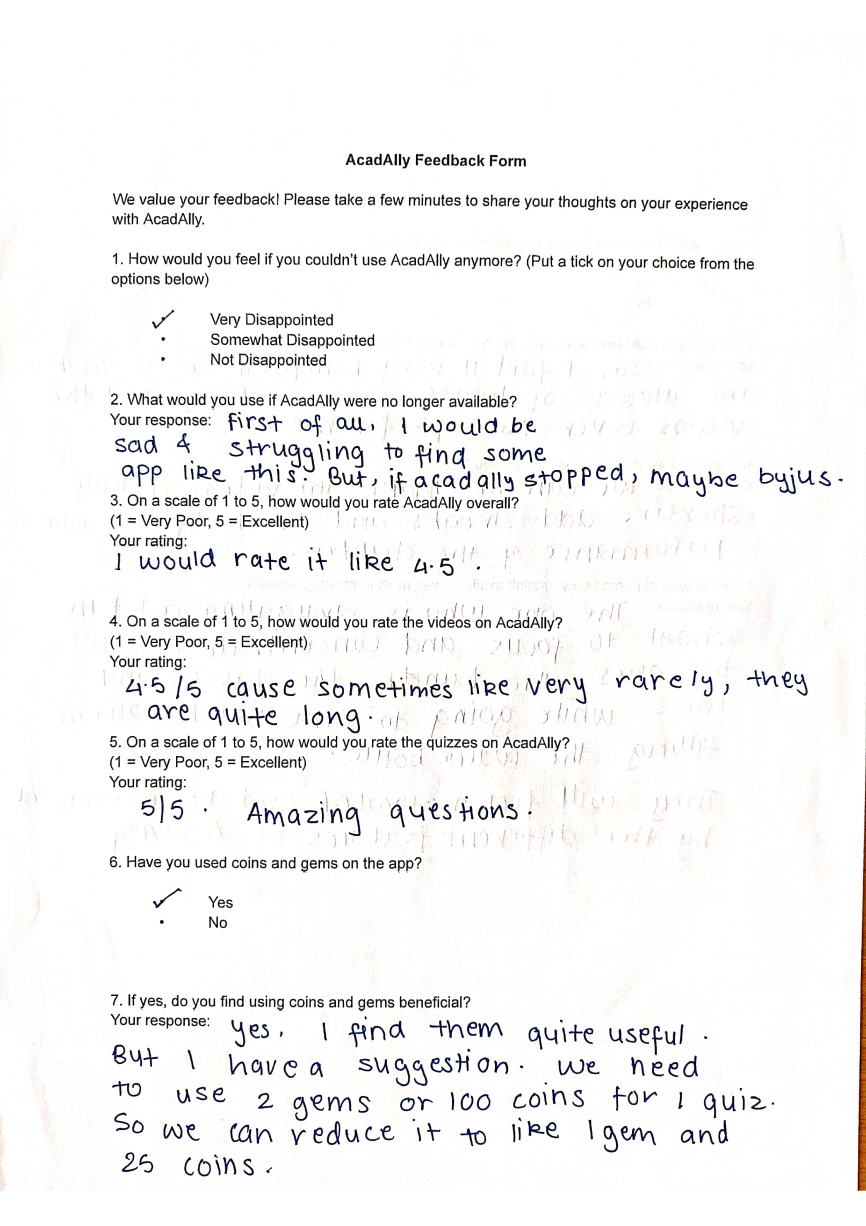 AcadAlly Feedback Form
We value your feedback! Please take a few minutes to share your thoughts on your experience
with AcadAlly.
1. How would you feel if you couldn't use AcadAlly anymore? (Put a tick on your choice from the
options below)
✓ Very Disappointed
• Somewhat Disappointed
• Not Disappointed
2. What would you use if AcadAlly were no longer available?
Your response: first of all, I would be
sad & struggling to find some
app like this. But, if acadally stopped, maybe byjus.
3. On a scale of 1 to 5, how would you rate AcadAlly overall?
(1 = Very Poor, 5 = Excellent)
Your rating:
I would rate it like 4.5.
4. On a scale of 1 to 5, how would you rate the videos on AcadAlly?
(1 = Very Poor, 5 = Excellent)
Your rating:
4.5/5 cause sometimes like very rarely, they
are quite long.
5. On a scale of 1 to 5, how would you rate the quizzes on AcadAlly?
(1 = Very Poor, 5 = Excellent)
Your rating:
5/5. Amazing questions.
6. Have you used coins and gems on the app?
✓ Yes
• No
7. If yes, do you find using coins and gems beneficial?
Your response: yes, I find them quite useful.
But I have a suggestion. we need
to use 2 gems or 100 coins for 1 quiz.
So we can reduce it to like 1 gem and
25 coins.